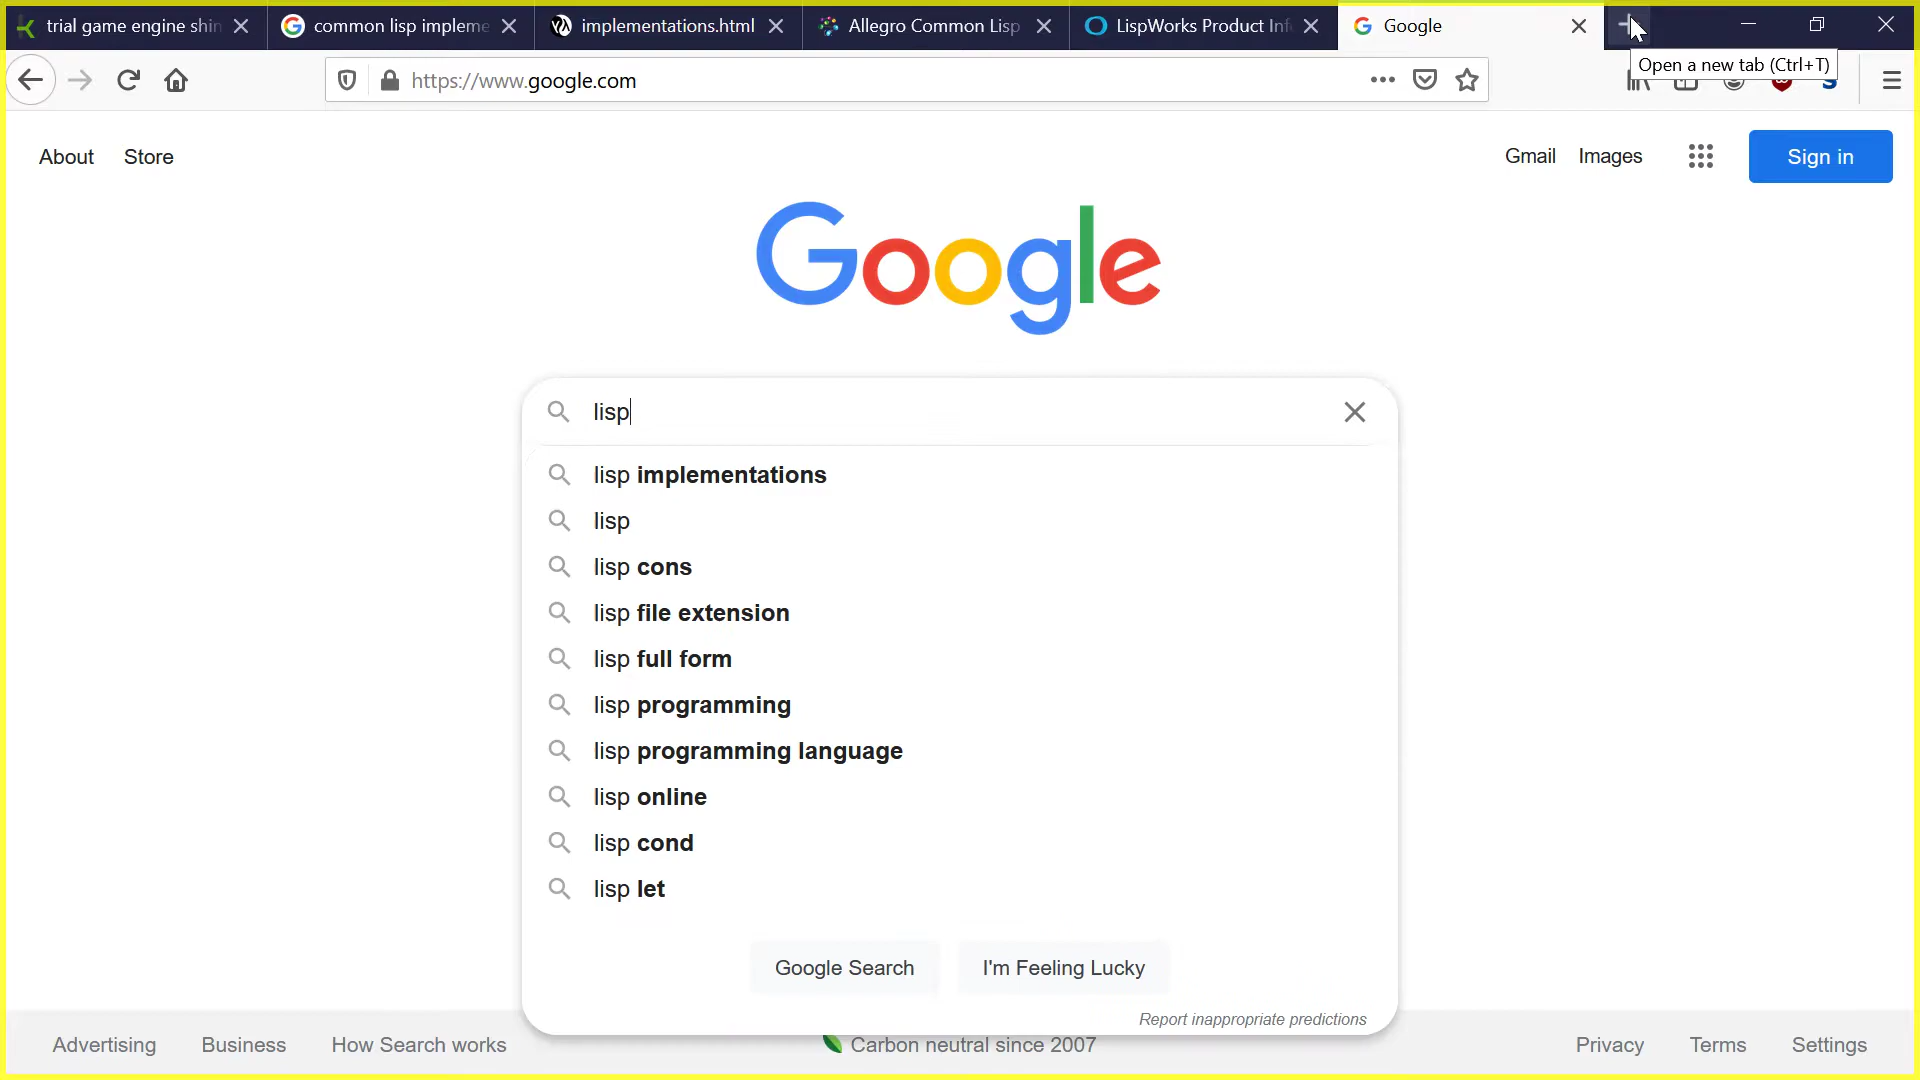 trial game engine shin
common lisp impleme
implementations.html
Allegro Common Lisp
LispWorks Product Inf
Google
Open a new tab (Ctrl+T)
https://www.google.com
About
Store
Gmail
Images
Sign in
Google
lisp
lisp implementations
lisp
lisp cons
lisp file extension
lisp full form
lisp programming
lisp programming language
lisp online
lisp cond
lisp let
Google Search
I'm Feeling Lucky
Report inappropriate predictions
Advertising
Business
How Search works
Carbon neutral since 2007
Privacy
Terms
Settings